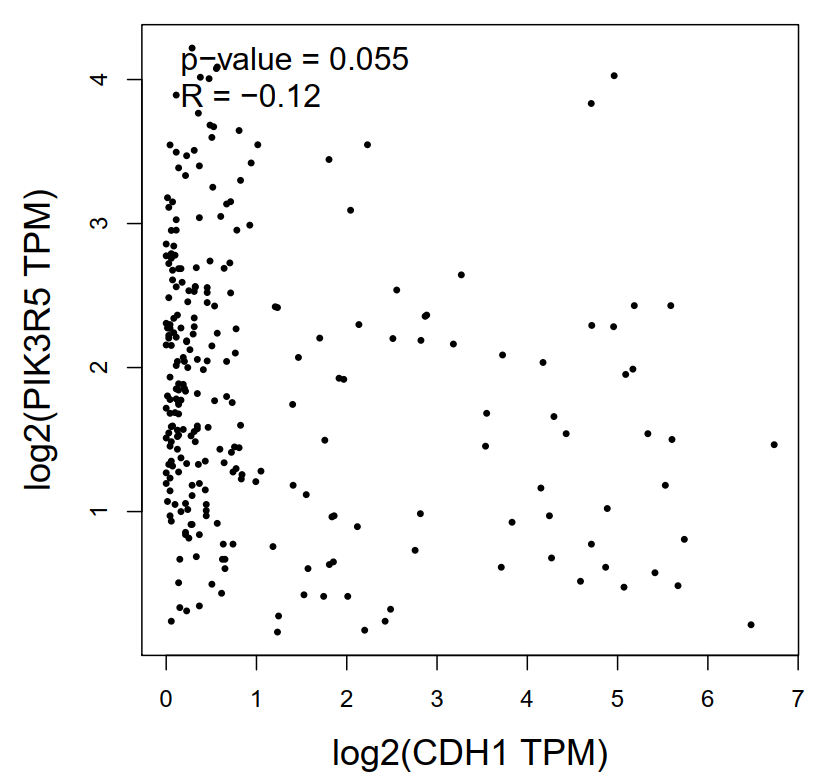 p−value = 0.055
R = −0.12
4
3
2
1
log2(PIK3R5 TPM)
0 1 2 3 4 5 6 7
log2(CDH1 TPM)